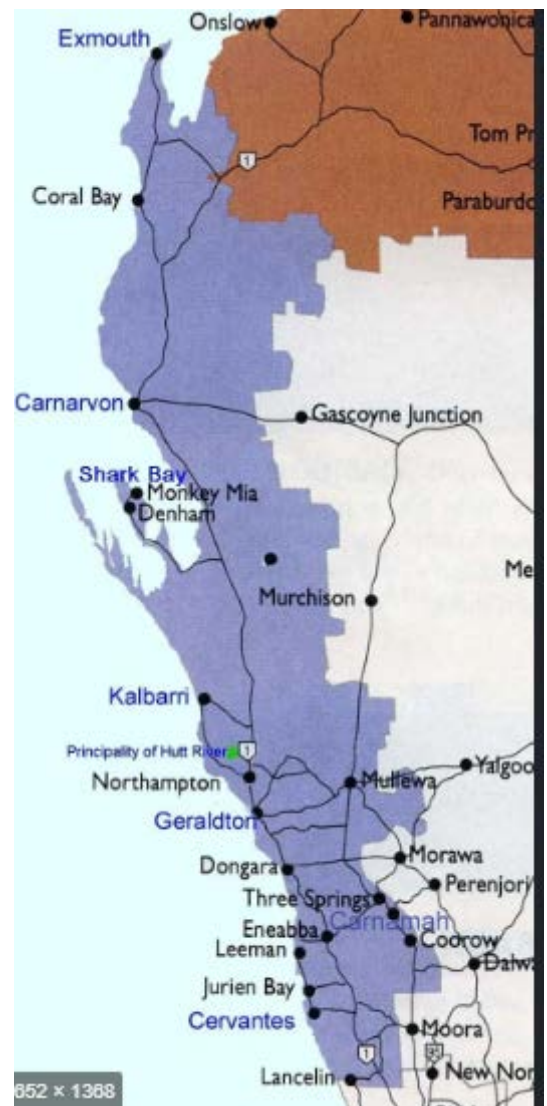 Onslow
Pannawonica
Exmouth
1
Tom Pr
Coral Bay
Paraburdo
Carnarvon
Gascoyne Junction
Shark Bay
Monkey Mia
Denham
Me
Murchison
Kalbarri
Principality of Hutt River
1
Northampton
Mullewa
Yalgoo
Geraldton
Dongara
Morawa
Three Springs
Perenjori
Carnamah
Eneabba
Coorow
Leeman
Dalwa
Jurien Bay
Cervantes
Moora
1
95
Lancelin
New Nor
652 × 1368